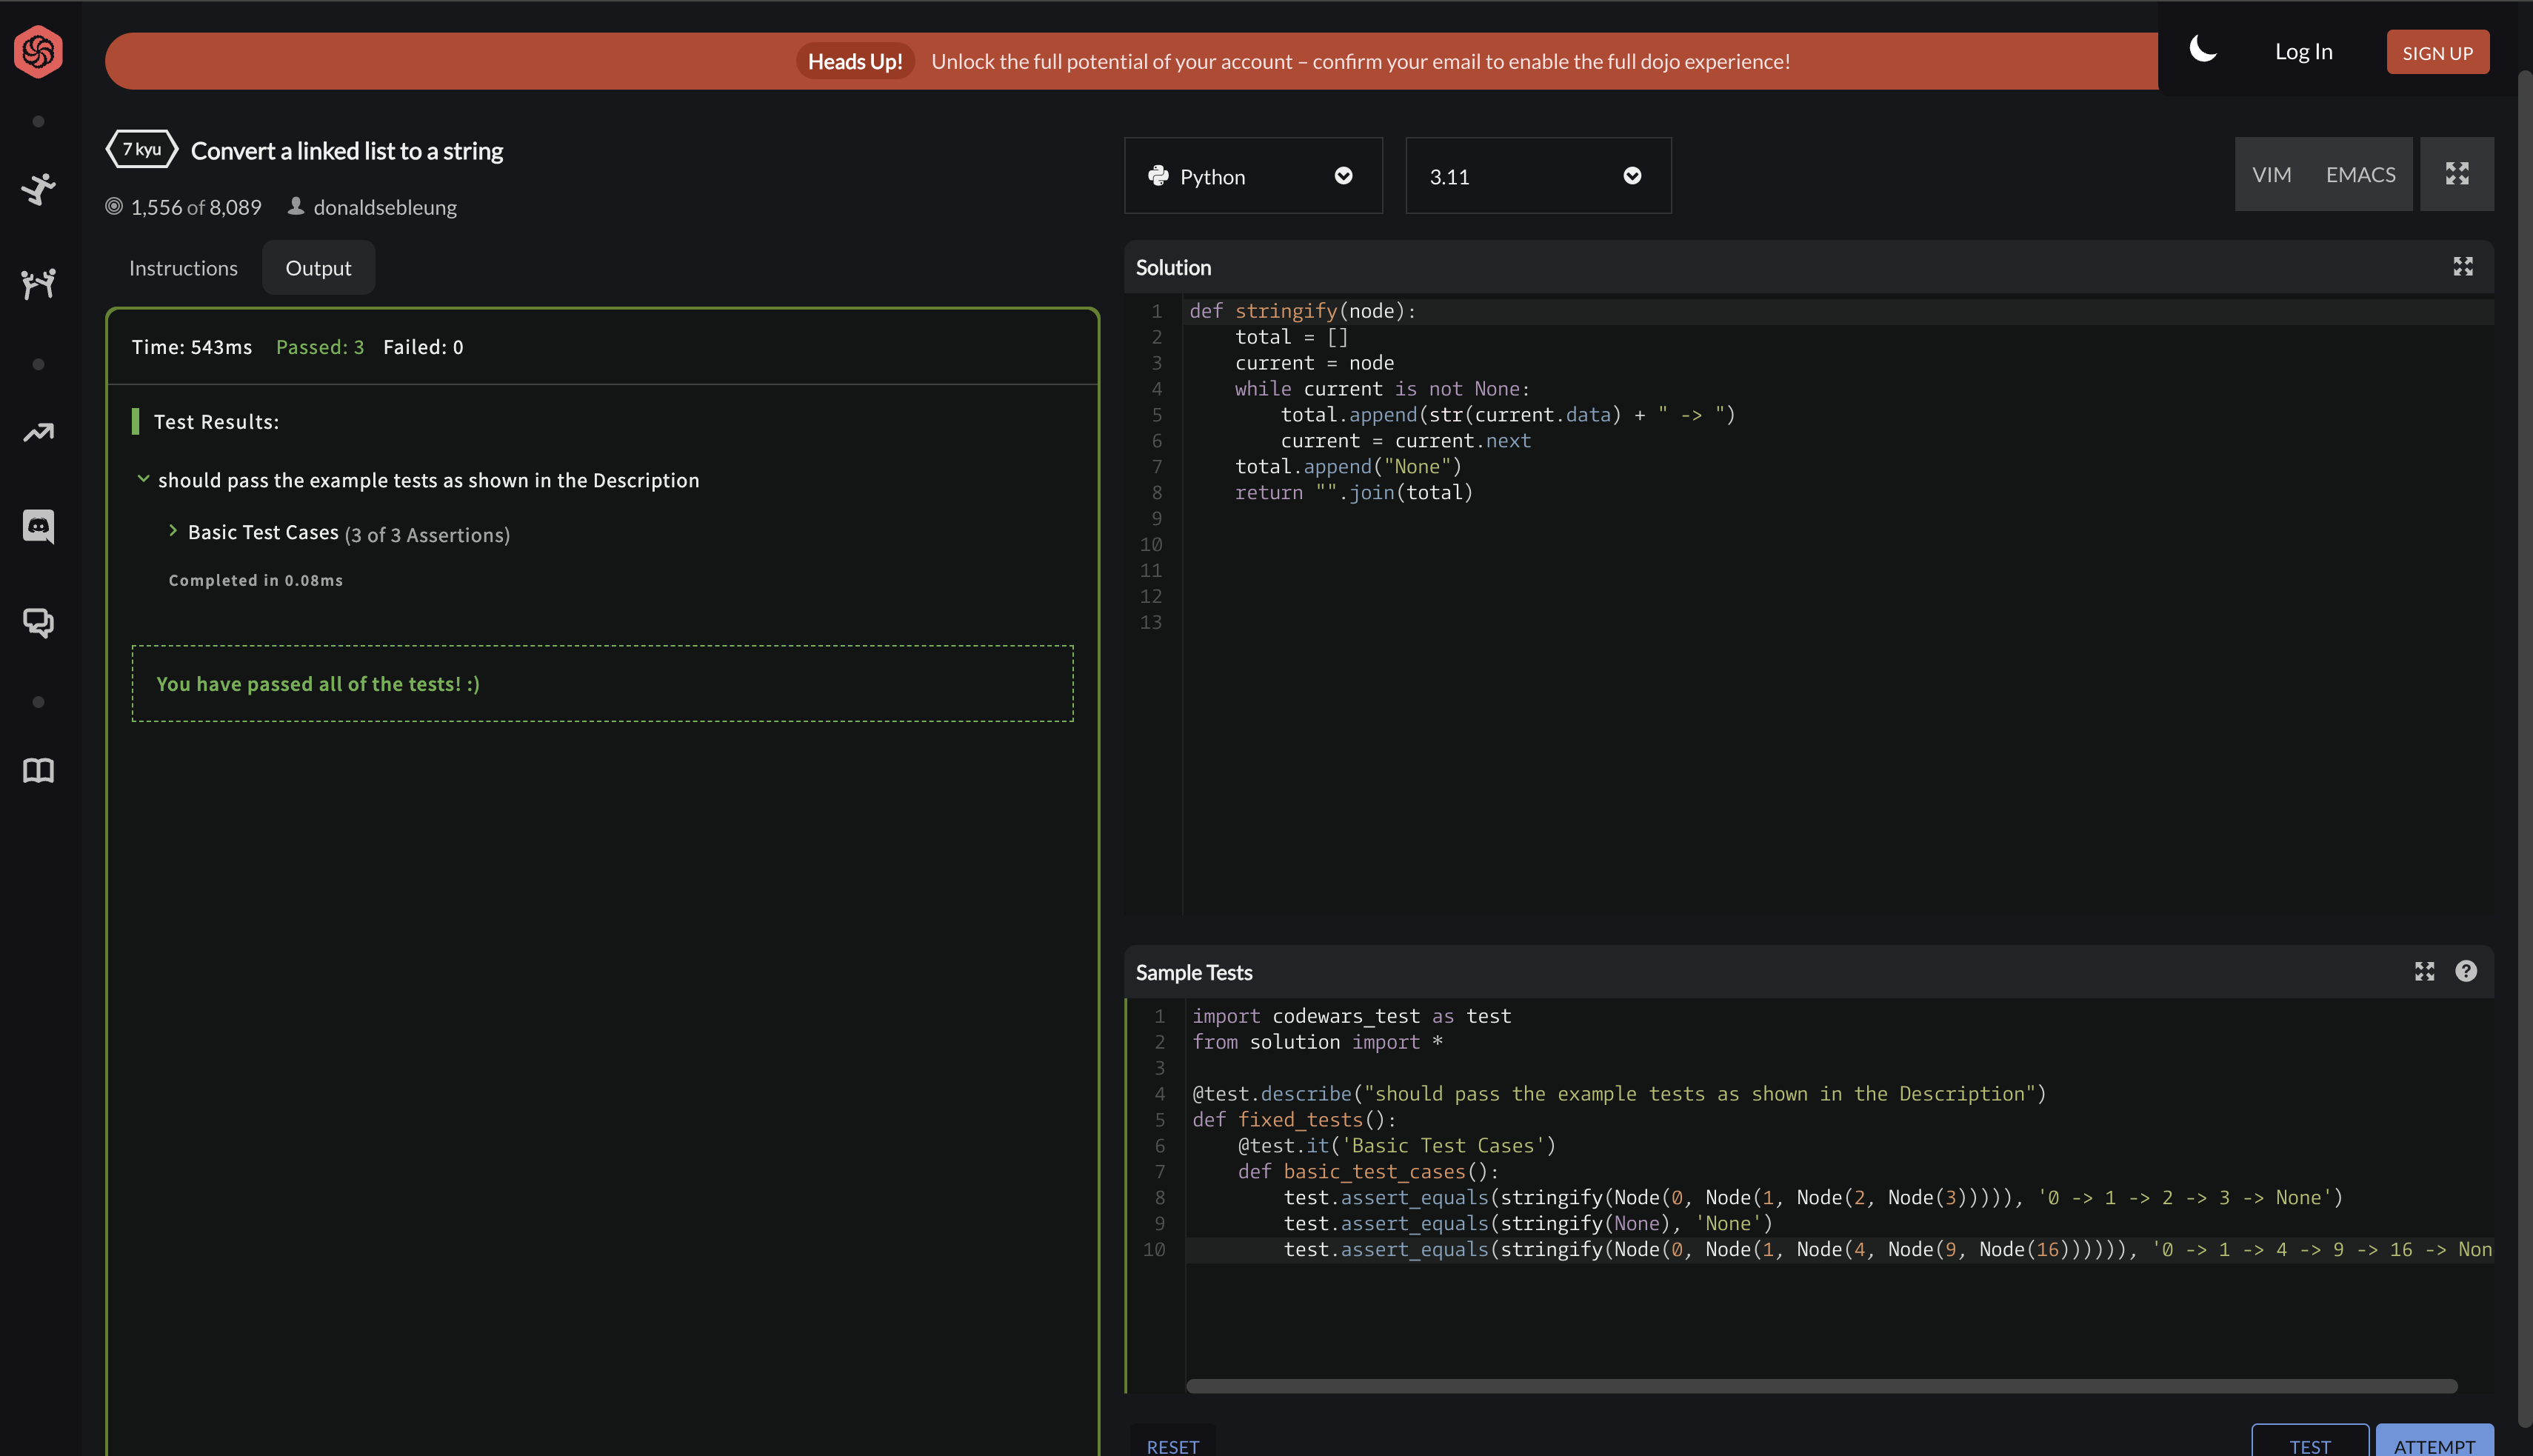 Heads Up! Unlock the full potential of your account – confirm your email to enable the full dojo experience!
Log In
SIGN UP
7 kyu Convert a linked list to a string
1,556 of 8,089 donaldsebleung
Instructions Output
Time: 543ms Passed: 3 Failed: 0
Test Results:
should pass the example tests as shown in the Description
Basic Test Cases (3 of 3 Assertions)
Completed in 0.08ms
You have passed all of the tests! :)
Python 3.11 VIM EMACS
Solution
1 def stringify(node):
2     total = []
3     current = node
4     while current is not None:
5         total.append(str(current.data) + " -> ")
6         current = current.next
7     total.append("None")
8     return "".join(total)
9
10
11
12
13
Sample Tests
1 import codewars_test as test
2 from solution import *
3
4 @test.describe("should pass the example tests as shown in the Description")
5 def fixed_tests():
6     @test.it('Basic Test Cases')
7     def basic_test_cases():
8         test.assert_equals(stringify(Node(0, Node(1, Node(2, Node(3))))), '0 -> 1 -> 2 -> 3 -> None')
9         test.assert_equals(stringify(None), 'None')
10         test.assert_equals(stringify(Node(0, Node(1, Node(4, Node(9, Node(16)))))), '0 -> 1 -> 4 -> 9 -> 16 -> Non
RESET TEST ATTEMPT